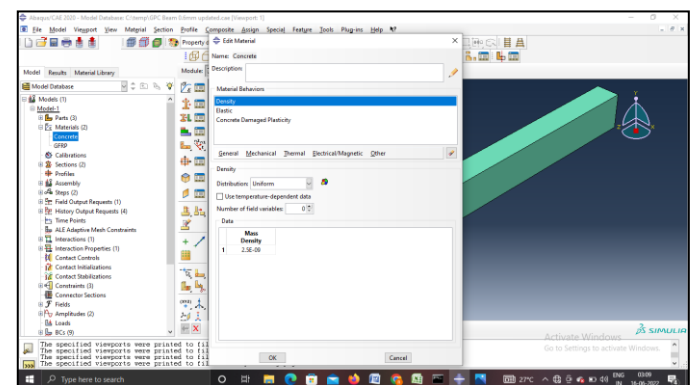 Abaqus/CAE 2020 - Model Database: C:\temp\GPC Beam 0.6mm updated.cae [Viewport: 1]
File Model Viewport View Material Section Profile Composite Assign Special Feature Tools Plug-ins Help
Property d
Model Results Material Library
Module:
Model Database
Models (1)
Model-1
Parts (3)
Materials (2)
Concrete
GFRP
Calibrations
Sections (2)
Profiles
Assembly
Steps (2)
Field Output Requests (1)
History Output Requests (4)
Time Points
ALE Adaptive Mesh Constraints
Interactions (1)
Interaction Properties (1)
Contact Controls
Contact Initializations
Contact Stabilizations
Constraints (3)
Connector Sections
Fields
Amplitudes (2)
Loads
BCs (9)
Edit Material
Name: Concrete
Description:
Material Behaviors
Density
Elastic
Concrete Damaged Plasticity
General Mechanical Thermal Electrical/Magnetic Other
Density
Distribution: Uniform
Use temperature-dependent data
Number of field variables: 0
Data
Mass
Density
1 2.5E-09
OK Cancel
Y
SIMULIA
Activate Windows
Go to Settings to activate Windows.
The specified viewports were printed to fil
The specified viewports were printed to fil
The specified viewports were printed to fil
Type here to search
27°C
ENG
IN
03:09
16-06-2022